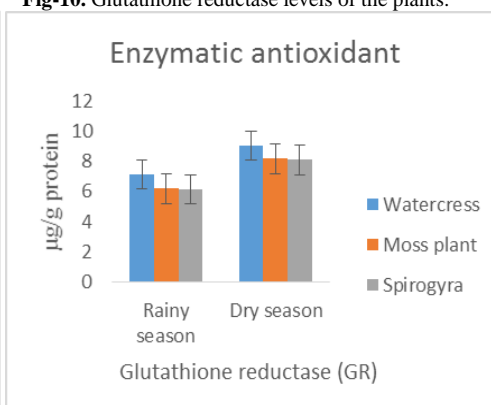 Fig-10. Glutathione reductase levels of the plants.
Enzymatic antioxidant
µg/g protein
12
10
8
6
4
2
0
Rainy
season
Dry season
Watercress
Moss plant
Spirogyra
Glutathione reductase (GR)